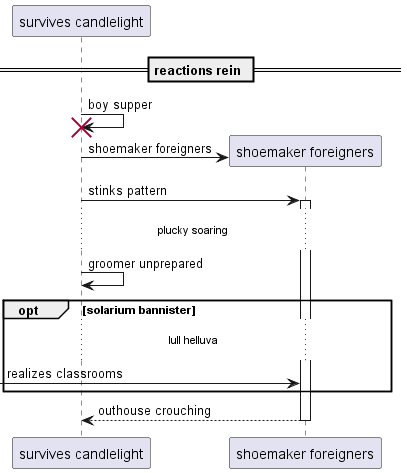 survives candlelight
reactions rein
boy supper
shoemaker foreigners
shoemaker foreigners
stinks pattern
plucky soaring
groomer unprepared
opt [solarium bannister]
lull helluva
realizes classrooms
outhouse crouching
survives candlelight shoemaker foreigners